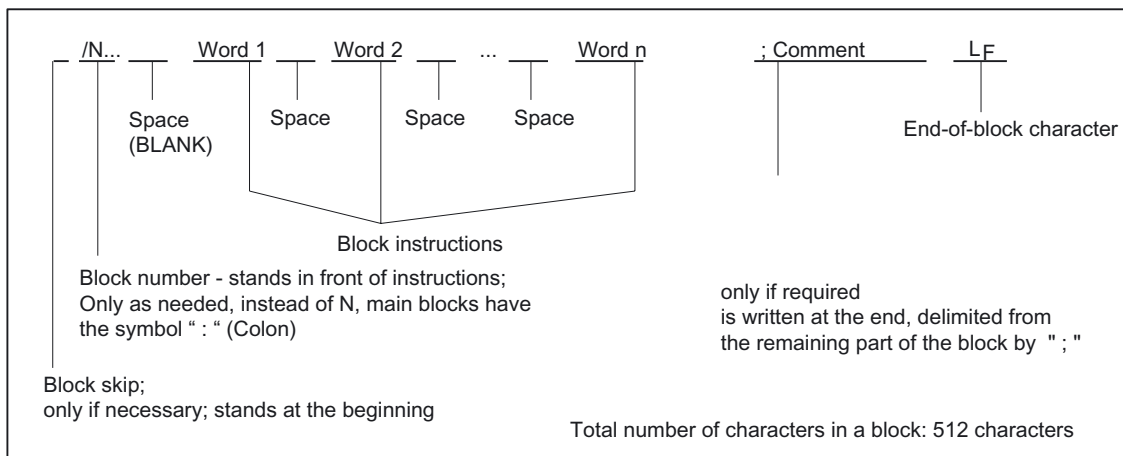 /N... Word 1 Word 2 ... Word n ; Comment LF
Space Space Space Space
(BLANK)
End-of-block character
Block instructions
Block number - stands in front of instructions;
Only as needed, instead of N, main blocks have
the symbol “ : “ (Colon)
only if required
is written at the end, delimited from
the remaining part of the block by " ; "
Block skip;
only if necessary; stands at the beginning
Total number of characters in a block: 512 characters